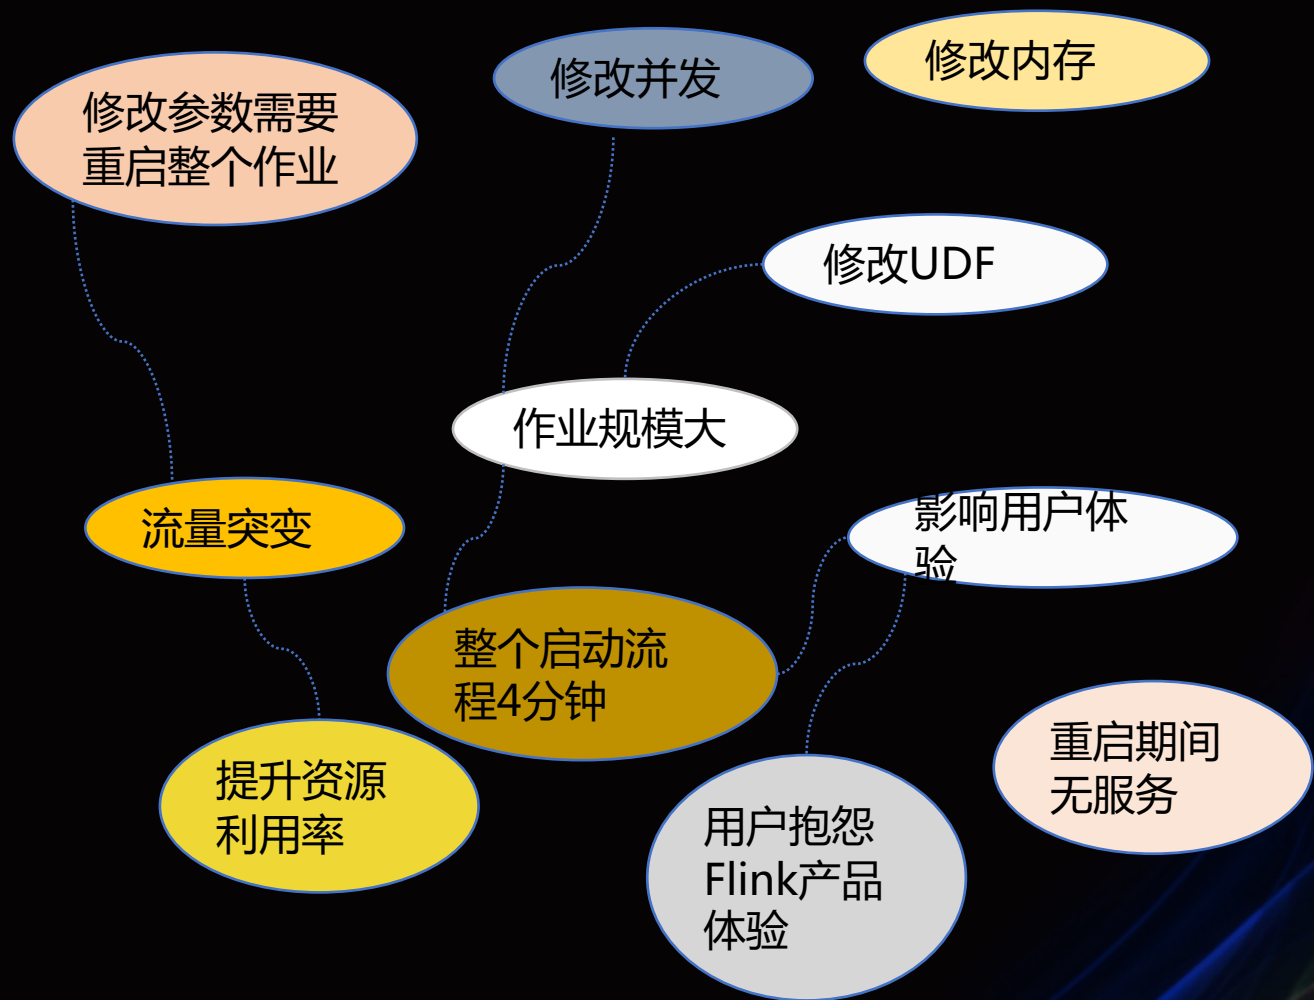 修改并发
修改内存
修改参数需要
重启整个作业
修改UDF
作业规模大
流量突变
影响用户体
验
整个启动流
程4分钟
重启期间
无服务
提升资源
利用率
用户抱怨
Flink产品
体验